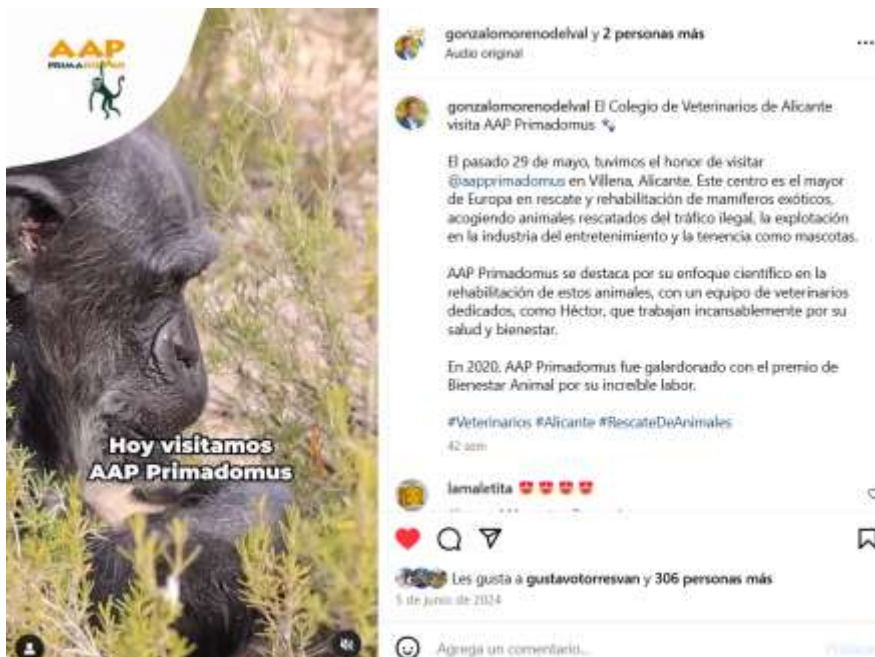 AAP
PRIMADOMUS
Hoy visitamos
AAP Primadomus
gonzalomorenodelval y 2 personas más
Audio original
gonzalomorenodelval El Colegio de Veterinarios de Alicante
visita AAP Primadomus
El pasado 29 de mayo, tuvimos el honor de visitar
@aapprimadomus en Villena, Alicante. Este centro es el mayor
de Europa en rescate y rehabilitación de mamíferos exóticos,
acogiendo animales rescatados del tráfico ilegal, la explotación
en la industria del entretenimiento y la tenencia como mascotas.
AAP Primadomus se destaca por su enfoque científico en la
rehabilitación de estos animales, con un equipo de veterinarios
dedicados, como Héctor, que trabajan incansablemente por su
salud y bienestar.
En 2020, AAP Primadomus fue galardonado con el premio de
Bienestar Animal por su increíble labor.
#Veterinarios #Alicante #RescateDeAnimales
42 sem
lamaletita
Les gusta a gustavotorresvan y 306 personas más
5 de junio de 2024
Agrega un comentario...